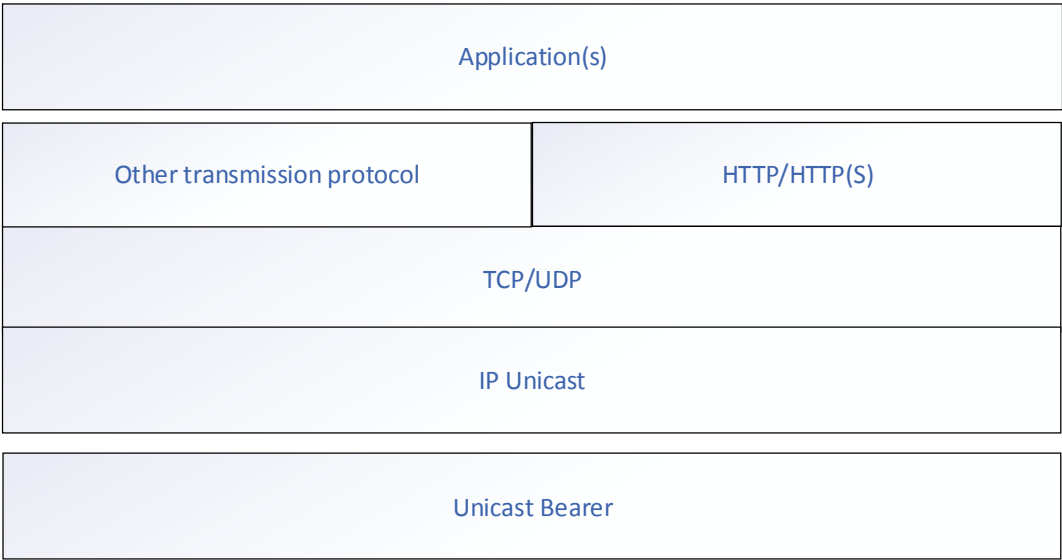 Application(s)
Other transmission protocol
HTTP/HTTP(S)
TCP/UDP
IP Unicast
Unicast Bearer